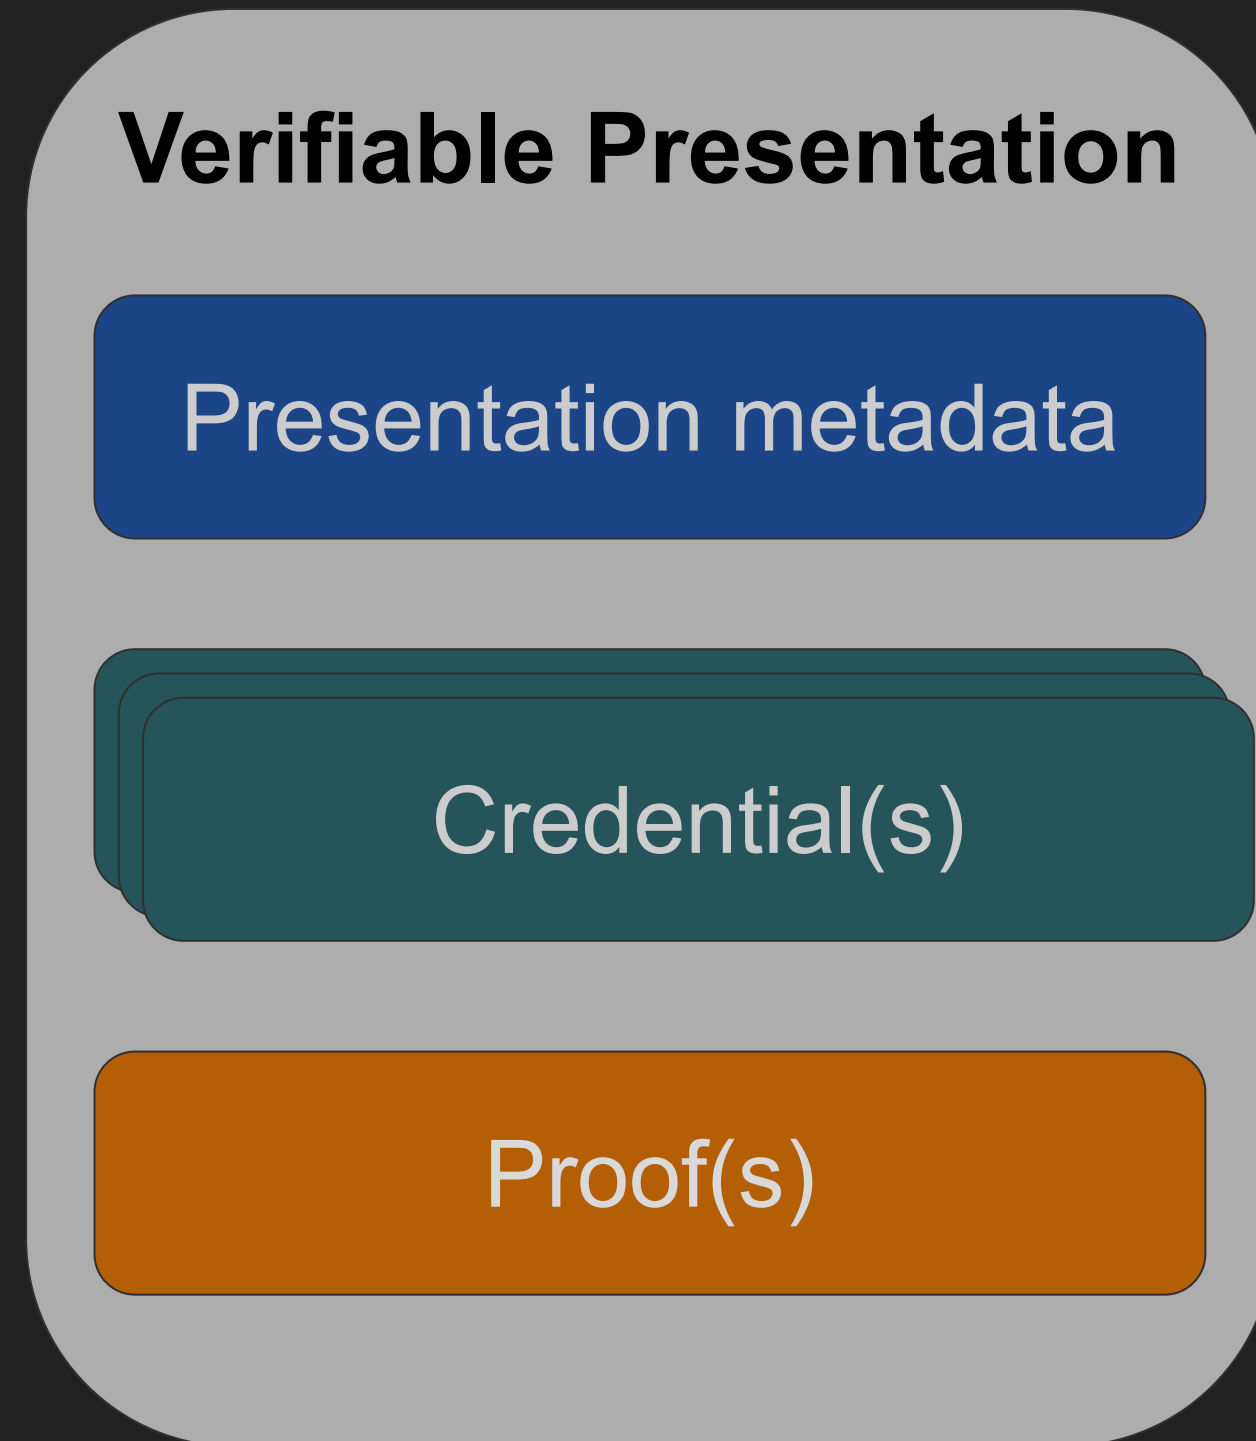 Verifiable Presentation
Presentation metadata
Credential(s)
Proof(s)